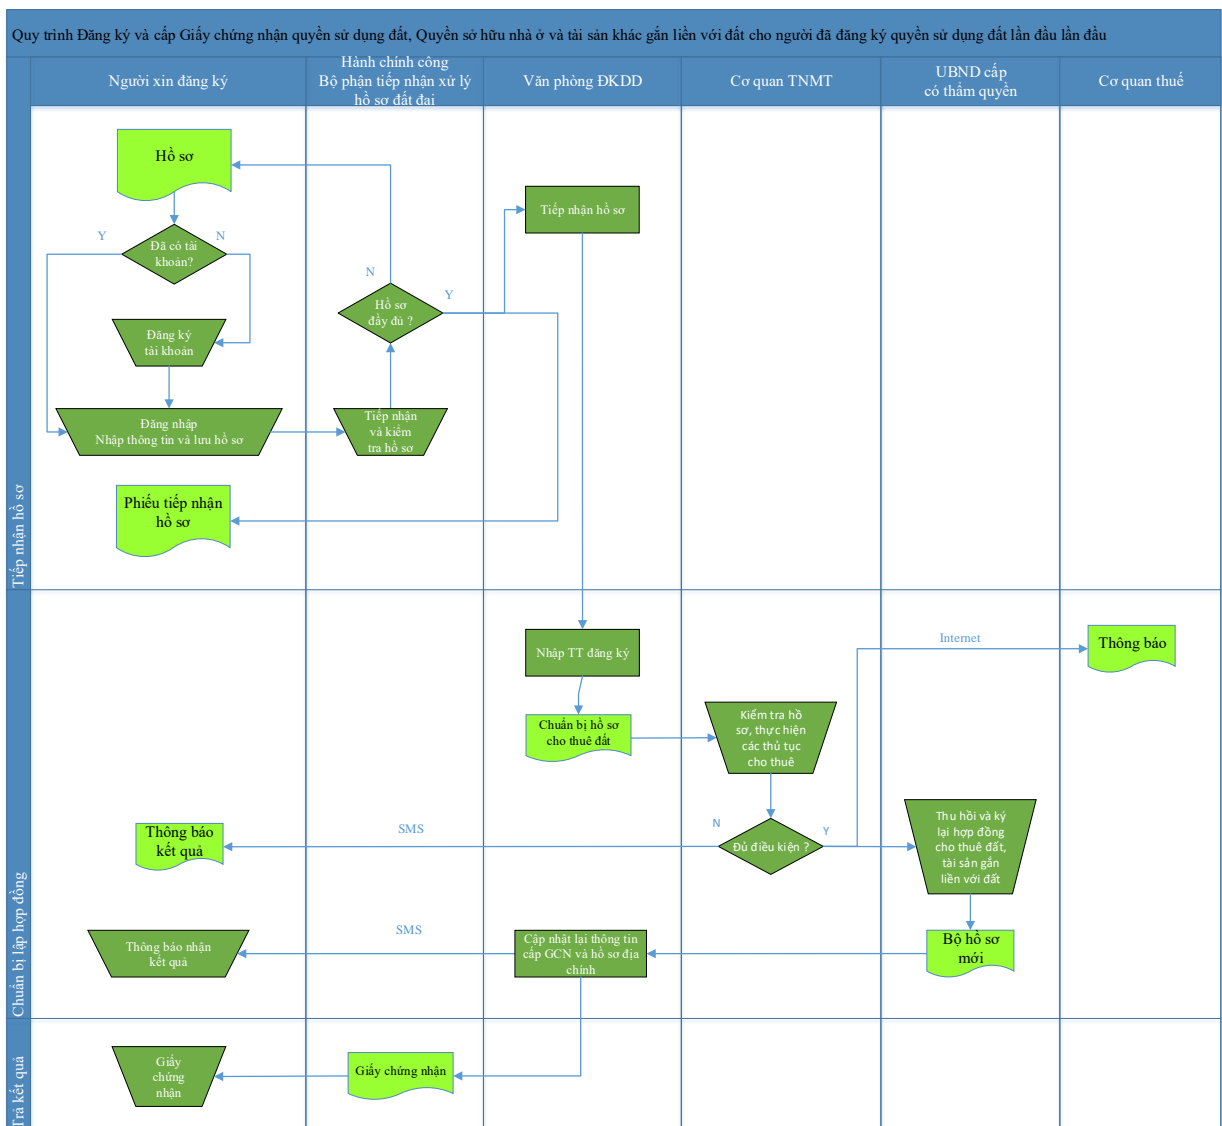 Quy trình Đăng ký và cấp Giấy chứng nhận quyền sử dụng đất, Quyền sở hữu nhà ở và tài sản khác gắn liền với đất cho người đã đăng ký quyền sử dụng đất lần đầu lần đầu
Người xin đăng ký
Hành chính công
Bộ phận tiếp nhận xử lý
hồ sơ đất đai
Văn phòng ĐKDD
Cơ quan TNMT
UBND cấp
có thẩm quyền
Cơ quan thuế
Tiếp nhận hồ sơ
Hồ sơ
Đã có tài
khoản?
Y
N
Đăng ký
tài khoản
Đăng nhập
Nhập thông tin và lưu hồ sơ
Phiếu tiếp nhận
hồ sơ
N
Hồ sơ
đầy đủ ?
Y
Tiếp nhận
và kiểm
tra hồ sơ
Tiếp nhận hồ sơ
Chuẩn bị lập hợp đồng
Nhập TT đăng ký
Chuẩn bị hồ sơ
cho thuê đất
Kiểm tra hồ
sơ, thực hiện
các thủ tục
cho thuê
Internet
Thông báo
N
Đủ điều kiện ?
Y
SMS
Thông báo
kết quả
Thu hồi và ký
lại hợp đồng
cho thuê đất,
tài sản gắn
liền với đất
Bộ hồ sơ
mới
Cập nhật lại thông tin
cấp GCN và hồ sơ địa
chính
SMS
Thông báo nhận
kết quả
Trả kết quả
Giấy
chứng
nhận
Giấy chứng nhận